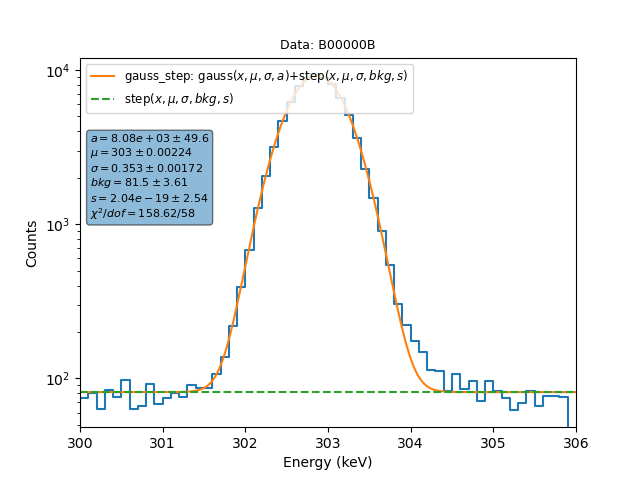 Data: B00000B
gauss_step: gauss(x, μ, σ, a)+step(x, μ, σ, bkg, s)
step(x, μ, σ, bkg, s)
a = 8.08e + 03 ± 49.6
μ = 303 ± 0.00224
σ = 0.353 ± 0.00172
bkg = 81.5 ± 3.61
s = 2.04e − 19 ± 2.54
χ²/dof = 158.62/58
10⁴
10³
10²
Counts
300 301 302 303 304 305 306
Energy (keV)